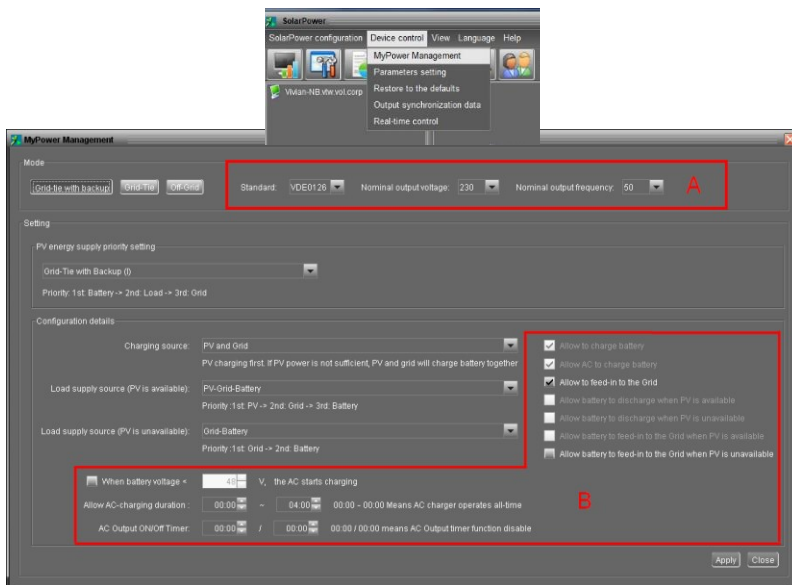 SolarPower
SolarPower configuration Device control View Language Help
MyPower Management
Parameters setting
Restore to the defaults
Output synchronization data
Real-time control
Vivian-NB.vtw.vol.corp
MyPower Management
Mode
Grid-tie with backup Grid-Tie Off-Grid
Standard: VDE0126 Nominal output voltage: 230 Nominal output frequency: 50
A
Setting
PV energy supply priority setting
Grid-Tie with Backup (I)
Priority: 1st: Battery -> 2nd: Load -> 3rd: Grid
Configuration details
Charging source: PV and Grid
PV charging first. If PV power is not sufficient, PV and grid will charge battery together
Load supply source (PV is available): PV-Grid-Battery
Priority :1st: PV -> 2nd: Grid -> 3rd: Battery
Load supply source (PV is unavailable): Grid-Battery
Priority :1st: Grid -> 2nd: Battery
Allow to charge battery
Allow AC to charge battery
Allow to feed-in to the Grid
Allow battery to discharge when PV is available
Allow battery to discharge when PV is unavailable
Allow battery to feed-in to the Grid when PV is available
Allow battery to feed-in to the Grid when PV is unavailable
When battery voltage < 48 V, the AC starts charging
Allow AC-charging duration : 00:00 ~ 04:00 00:00 - 00:00 Means AC charger operates all-time
AC Output ON/Off Timer: 00:00 / 00:00 00:00 / 00:00 means AC Output timer function disable
B
Apply Close